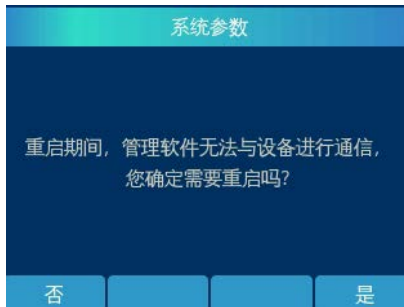 系统参数
重启期间，管理软件无法与设备进行通信，
您确定需要重启吗?
否
是